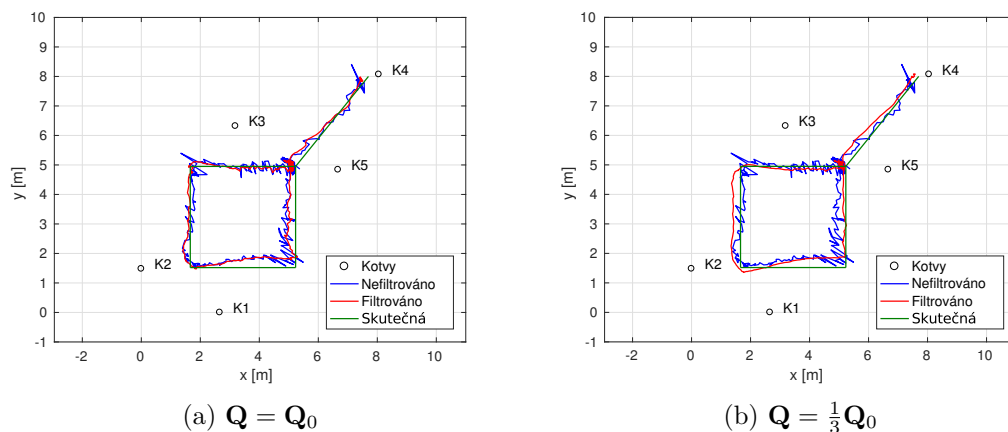 10
9
8
7
6
5
4
3
2
1
0
-1
y [m]
-2 0 2 4 6 8 10
x [m]
K1
K2
K3
K4
K5
Kotvy
Nefiltrováno
Filtrováno
Skutečná
(a) Q = Q₀
10
9
8
7
6
5
4
3
2
1
0
-1
y [m]
-2 0 2 4 6 8 10
x [m]
K1
K2
K3
K4
K5
Kotvy
Nefiltrováno
Filtrováno
Skutečná
(b) Q = 1/3 Q₀